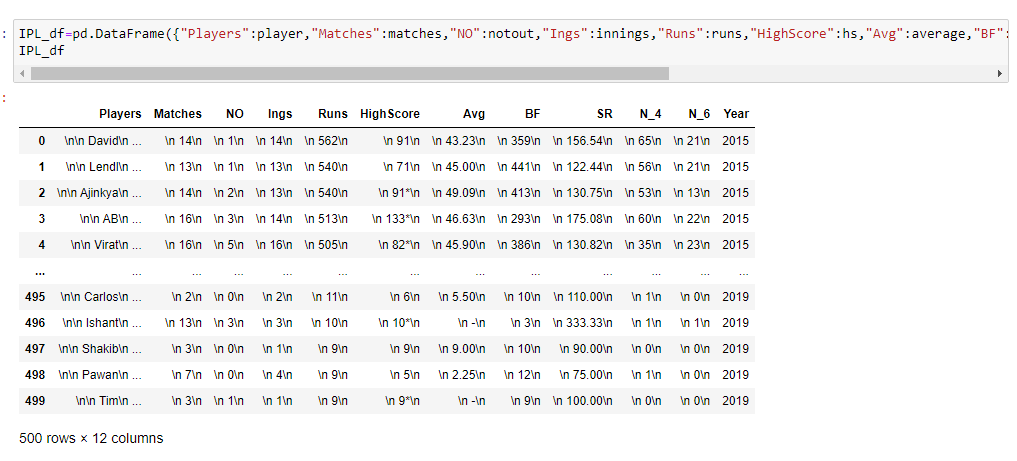 : IPL_df=pd.DataFrame({"Players":player,"Matches":matches,"NO":notout,"Ings":innings,"Runs":runs,"HighScore":hs,"Avg":average,"BF":
IPL_df
:
Players Matches NO Ings Runs HighScore Avg BF SR N_4 N_6 Year
0 \n\n David\n ... \n 14\n \n 1\n \n 14\n \n 562\n \n 91\n \n 43.23\n \n 359\n \n 156.54\n \n 65\n \n 21\n 2015
1 \n\n Lendl\n ... \n 13\n \n 1\n \n 13\n \n 540\n \n 71\n \n 45.00\n \n 441\n \n 122.44\n \n 56\n \n 21\n 2015
2 \n\n Ajinkya\n ... \n 14\n \n 2\n \n 13\n \n 540\n \n 91*\n \n 49.09\n \n 413\n \n 130.75\n \n 53\n \n 13\n 2015
3 \n\n AB\n ... \n 16\n \n 3\n \n 14\n \n 513\n \n 133*\n \n 46.63\n \n 293\n \n 175.08\n \n 60\n \n 22\n 2015
4 \n\n Virat\n ... \n 16\n \n 5\n \n 16\n \n 505\n \n 82*\n \n 45.90\n \n 386\n \n 130.82\n \n 35\n \n 23\n 2015
... ... ... ... ... ... ... ... ... ... ... ... ...
495 \n\n Carlos\n ... \n 2\n \n 0\n \n 2\n \n 11\n \n 6\n \n 5.50\n \n 10\n \n 110.00\n \n 1\n \n 0\n 2019
496 \n\n Ishant\n ... \n 13\n \n 3\n \n 3\n \n 10\n \n 10*\n \n -\n \n 3\n \n 333.33\n \n 1\n \n 1\n 2019
497 \n\n Shakib\n ... \n 3\n \n 0\n \n 1\n \n 9\n \n 9\n \n 9.00\n \n 10\n \n 90.00\n \n 0\n \n 0\n 2019
498 \n\n Pawan\n ... \n 7\n \n 0\n \n 4\n \n 9\n \n 5\n \n 2.25\n \n 12\n \n 75.00\n \n 1\n \n 0\n 2019
499 \n\n Tim\n ... \n 3\n \n 1\n \n 1\n \n 9\n \n 9*\n \n -\n \n 9\n \n 100.00\n \n 0\n \n 0\n 2019
500 rows × 12 columns